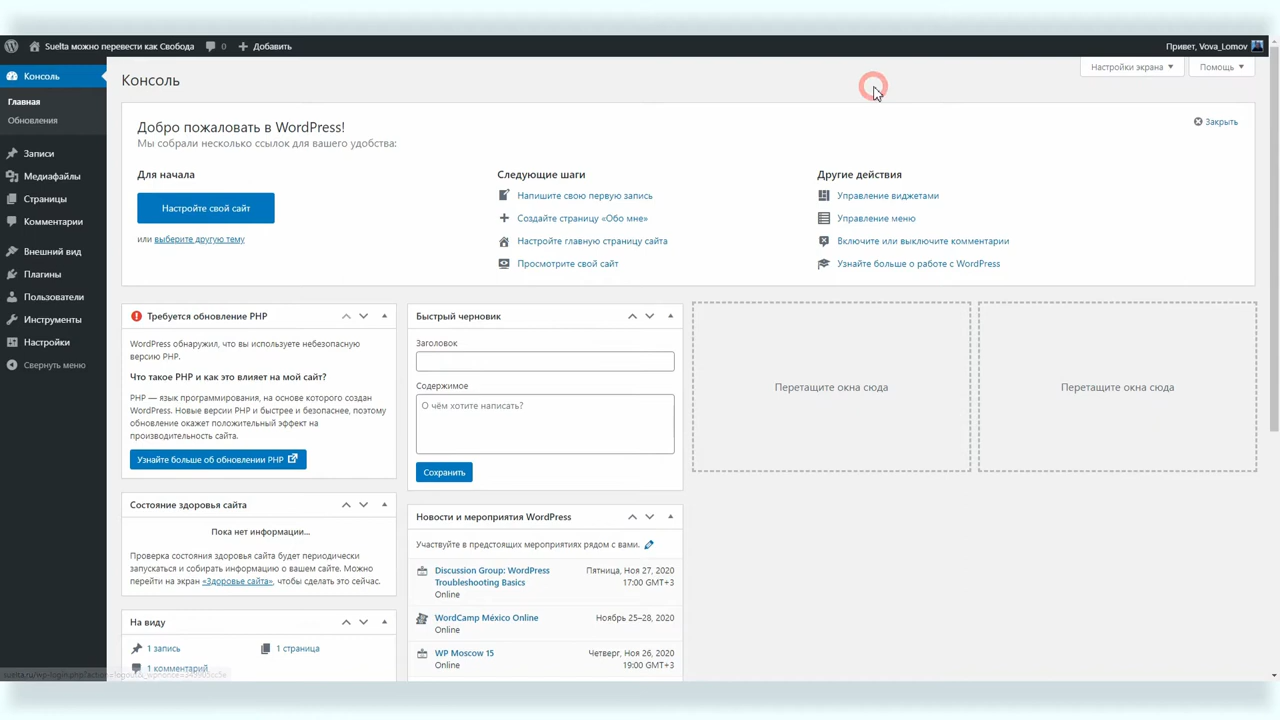 Suelta можно перевести как Свобода
0
Добавить
Привет, Vova_Lomov
Консоль
Главная
Обновления
Записи
Медиафайлы
Страницы
Комментарии
Внешний вид
Плагины
Пользователи
Инструменты
Настройки
Свернуть меню
Консоль
Настройки экрана
Помощь
Добро пожаловать в WordPress!
Мы собрали несколько ссылок для вашего удобства:
Закрыть
Для начала
Настройте свой сайт
или выберите другую тему
Следующие шаги
Напишите свою первую запись
Создайте страницу «Обо мне»
Настройте главную страницу сайта
Просмотрите свой сайт
Другие действия
Управление виджетами
Управление меню
Включите или выключите комментарии
Узнайте больше о работе с WordPress
Требуется обновление PHP
WordPress обнаружил, что вы используете небезопасную
версию PHP.
Что такое PHP и как это влияет на мой сайт?
PHP — язык программирования, на основе которого создан
WordPress. Новые версии PHP и быстрее и безопаснее, поэтому
обновление окажет положительный эффект на
производительность сайта.
Узнайте больше об обновлении PHP
Состояние здоровья сайта
Пока нет информации...
Проверка состояния здоровья сайта будет периодически
запускаться и собирать информацию о вашем сайте. Можно
перейти на экран «Здоровье сайта», чтобы сделать это сейчас.
На виду
1 запись
1 страница
1 комментарий
Быстрый черновик
Заголовок
Содержимое
О чём хотите написать?
Сохранить
Новости и мероприятия WordPress
Участвуйте в предстоящих мероприятиях рядом с вами.
Discussion Group: WordPress
Troubleshooting Basics
Online
Пятница, Ноя 27, 2020
17:00 GMT+3
WordCamp México Online
Online
Ноябрь 25–28, 2020
WP Moscow 15
Online
Четверг, Ноя 26, 2020
19:00 GMT+3
Перетащите окна сюда
Перетащите окна сюда